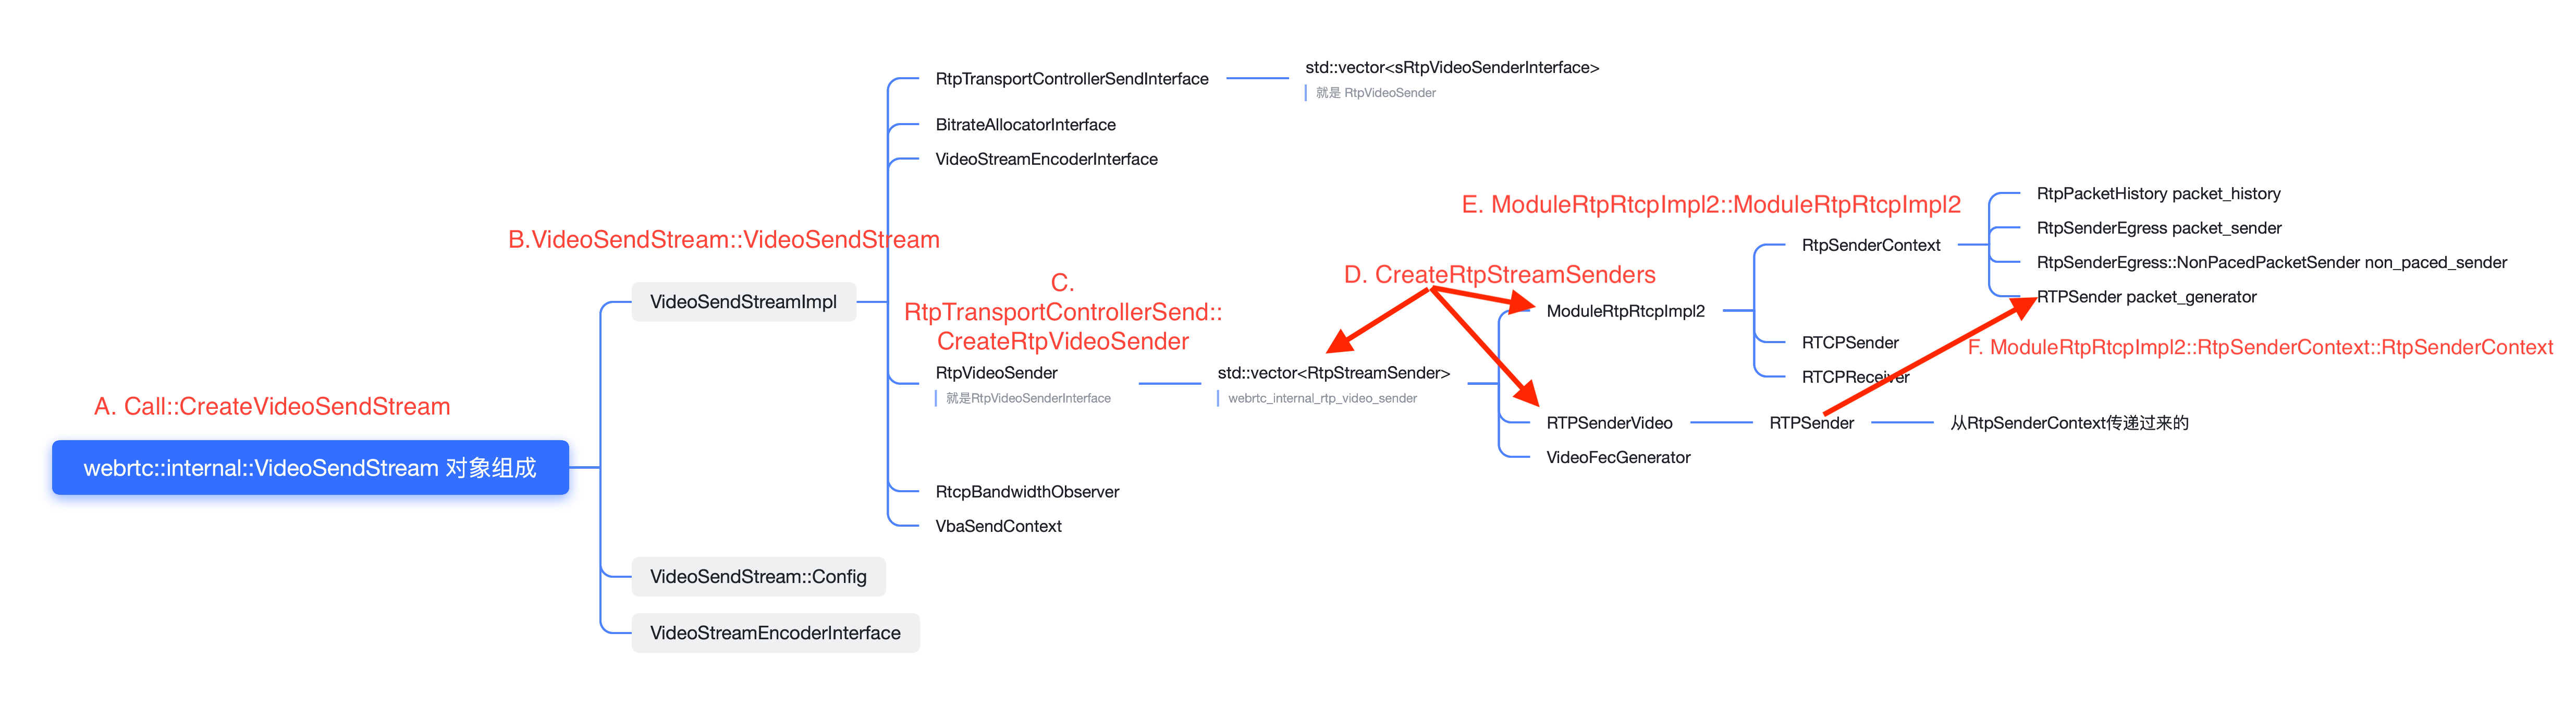 RtpTransportControllerSendInterface
std::vector<sRtpVideoSenderInterface>
就是 RtpVideoSender
BitrateAllocatorInterface
VideoStreamEncoderInterface
B.VideoSendStream::VideoSendStream
VideoSendStreamImpl
C.
RtpTransportControllerSend::
CreateRtpVideoSender
RtpVideoSender
就是RtpVideoSenderInterface
std::vector<RtpStreamSender>
webrtc_internal_rtp_video_sender
D. CreateRtpStreamSenders
E. ModuleRtpRtcpImpl2::ModuleRtpRtcpImpl2
ModuleRtpRtcpImpl2
RtpSenderContext
RtpPacketHistory packet_history
RtpSenderEgress packet_sender
RtpSenderEgress::NonPacedPacketSender non_paced_sender
RTPSender packet_generator
F. ModuleRtpRtcpImpl2::RtpSenderContext::RtpSenderContext
RTCPSender
RTCPReceiver
RTPSenderVideo
RTPSender
从RtpSenderContext传递过来的
VideoFecGenerator
RtcpBandwidthObserver
VbaSendContext
A. Call::CreateVideoSendStream
webrtc::internal::VideoSendStream 对象组成
VideoSendStream::Config
VideoStreamEncoderInterface